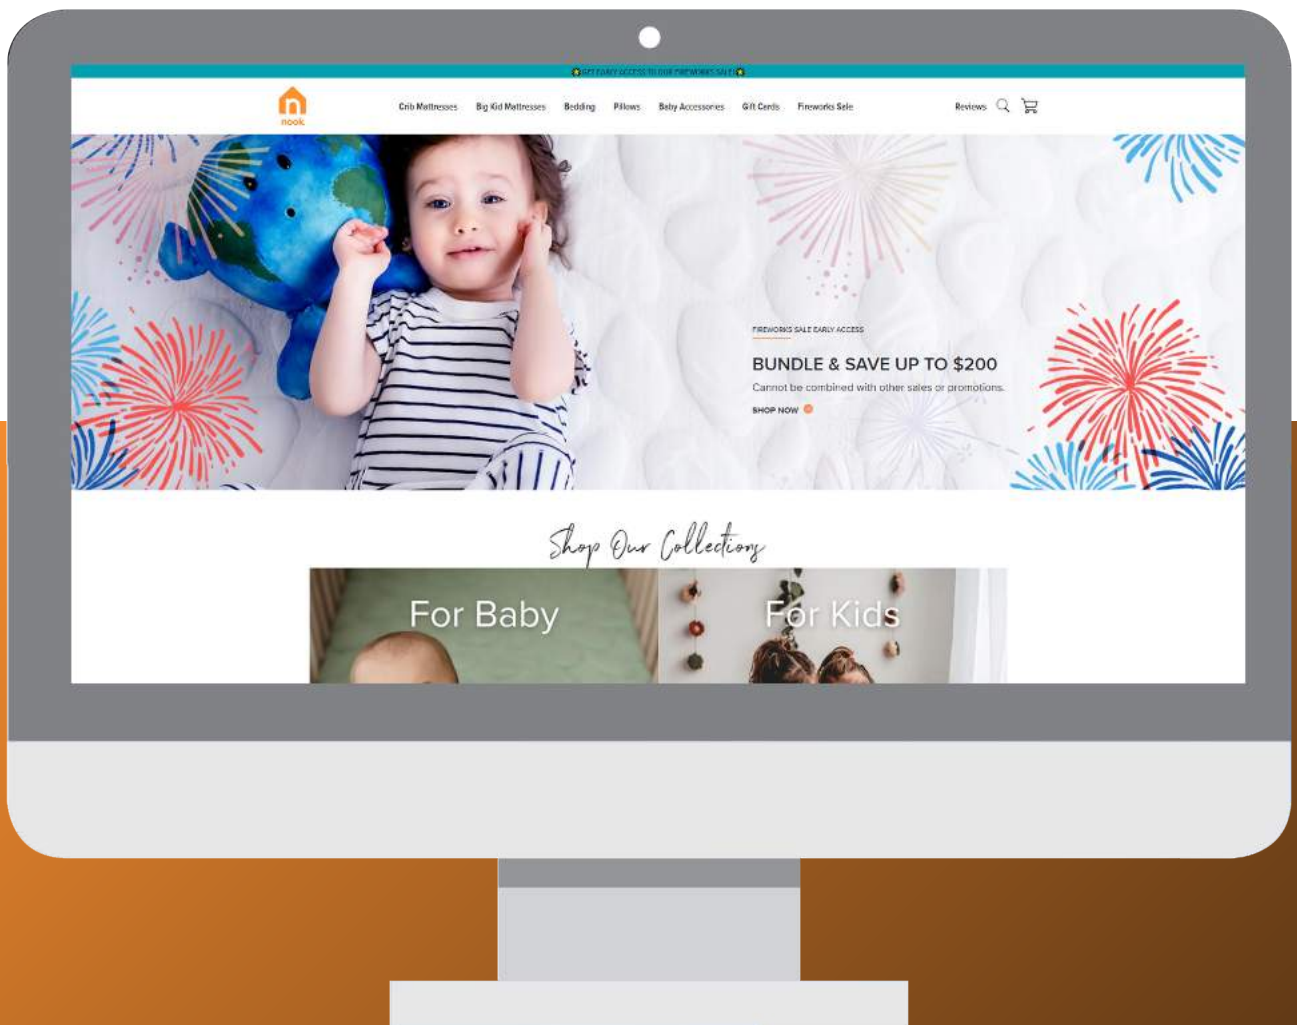 GET EARLY ACCESS TO OUR FIREWORKS SALE!
nook.
Crib Mattresses Big Kid Mattresses Bedding Pillows Baby Accessories Gift Cards Fireworks Sale Reviews
FIREWORKS SALE EARLY ACCESS
BUNDLE & SAVE UP TO $200
Cannot be combined with other sales or promotions.
SHOP NOW
Shop Our Collections
For Baby For Kids